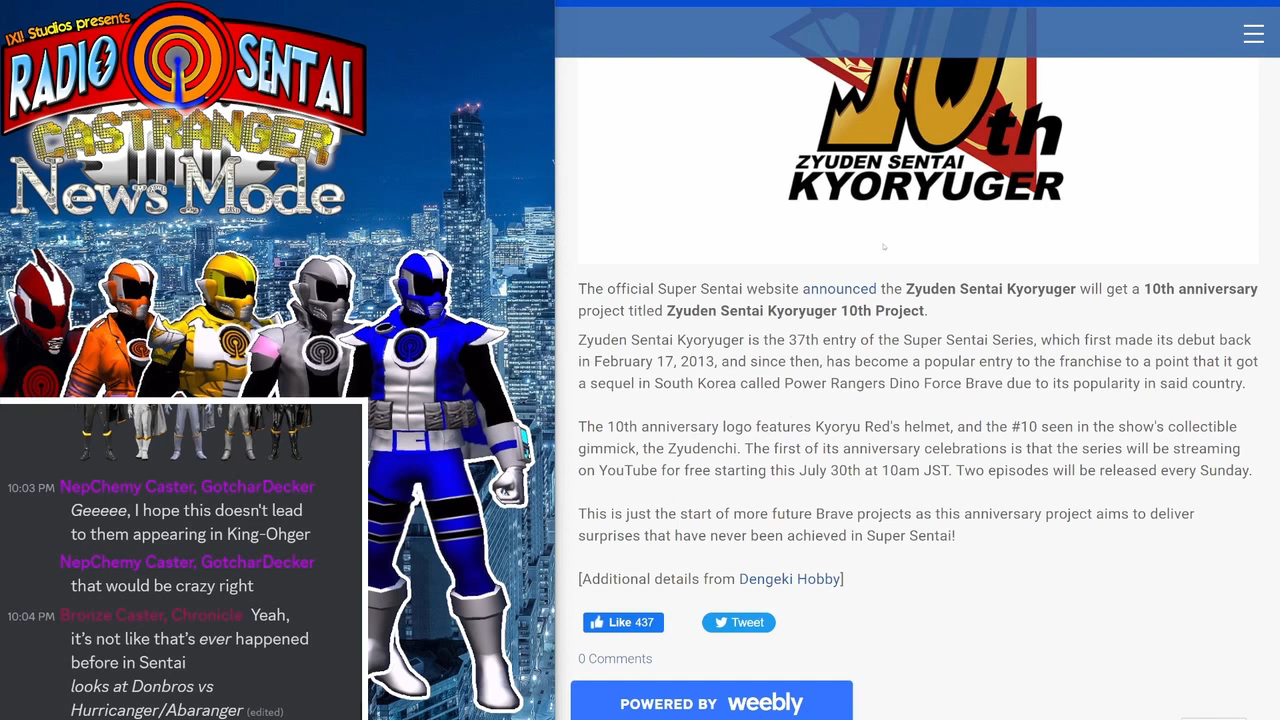 IXII Studios presents
RADIO SENTAI
CASTRANGER
News Mode
10:03 PM NepChemy Caster, GotcharDecker
Geeeee, I hope this doesn't lead
to them appearing in King-Ohger
NepChemy Caster, GotcharDecker
that would be crazy right
10:04 PM Bronze Caster, Chronicle Yeah,
it's not like that's ever happened
before in Sentai
looks at Donbros vs
Hurricanger/Abaranger (edited)
10th
ZYUDEN SENTAI
KYORYUGER
The official Super Sentai website announced the Zyuden Sentai Kyoryuger will get a 10th anniversary
project titled Zyuden Sentai Kyoryuger 10th Project.
Zyuden Sentai Kyoryuger is the 37th entry of the Super Sentai Series, which first made its debut back
in February 17, 2013, and since then, has become a popular entry to the franchise to a point that it got
a sequel in South Korea called Power Rangers Dino Force Brave due to its popularity in said country.
The 10th anniversary logo features Kyoryu Red's helmet, and the #10 seen in the show's collectible
gimmick, the Zyudenchi. The first of its anniversary celebrations is that the series will be streaming
on YouTube for free starting this July 30th at 10am JST. Two episodes will be released every Sunday.
This is just the start of more future Brave projects as this anniversary project aims to deliver
surprises that have never been achieved in Super Sentai!
[Additional details from Dengeki Hobby]
Like 437
Tweet
0 Comments
POWERED BY weebly